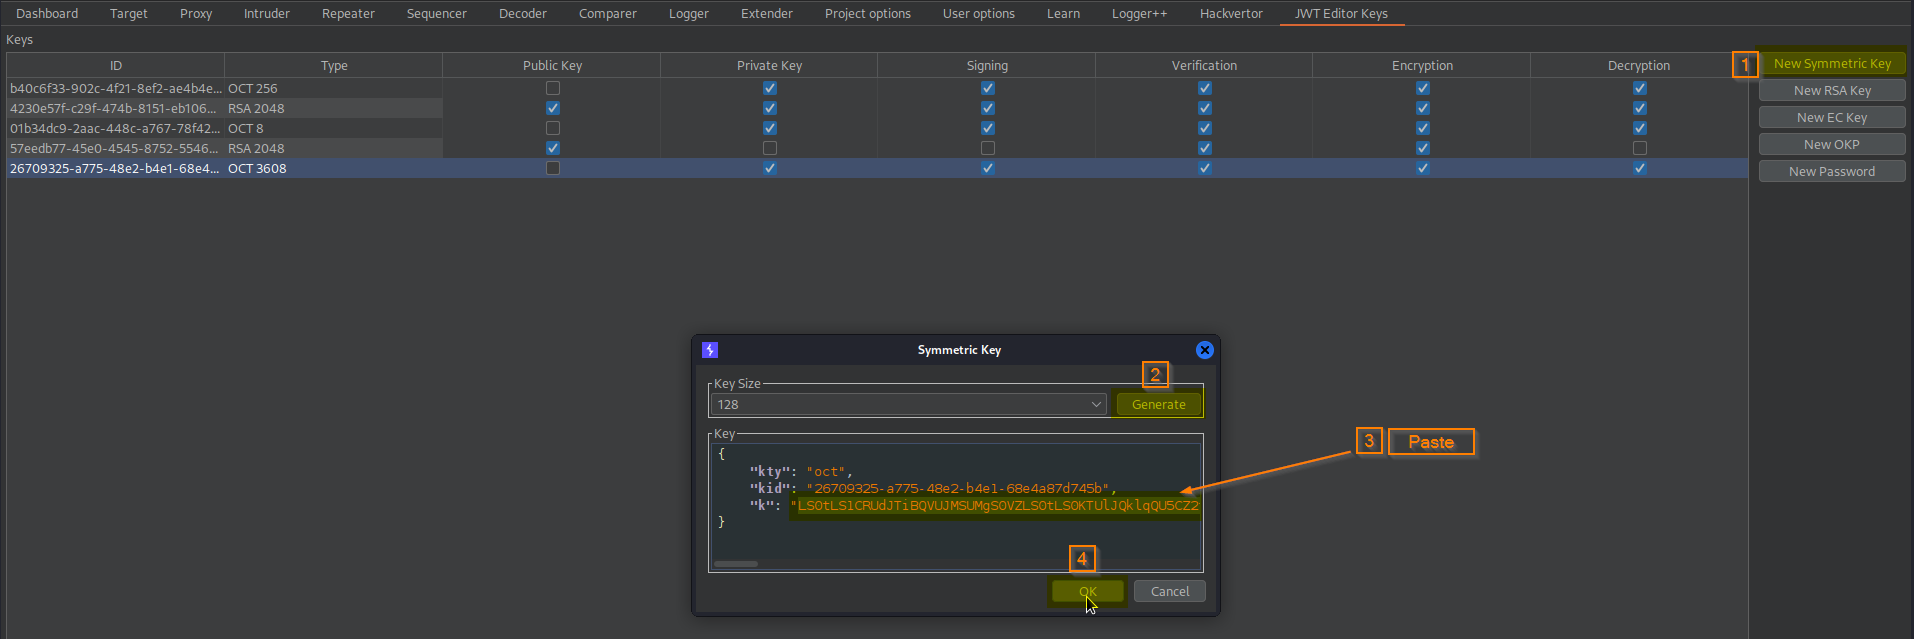 Dashboard Target Proxy Intruder Repeater Sequencer Decoder Comparer Logger Extender Project options User options Learn Logger++ Hackvertor JWT Editor Keys
Keys
ID Type Public Key Private Key Signing Verification Encryption Decryption
b40c6f33-902c-4f21-8ef2-ae4b4e... OCT 256
4230e57f-c29f-474b-8151-eb106... RSA 2048
01b34dc9-2aac-448c-a767-78f42... OCT 8
57eedb77-45e0-4545-8752-5546... RSA 2048
26709325-a775-48e2-b4e1-68e4... OCT 3608
1 New Symmetric Key
New RSA Key
New EC Key
New OKP
New Password
Symmetric Key
Key Size
2
128 Generate
Key
{
"kty": "oct",
"kid": "26709325-a775-48e2-b4e1-68e4a87d745b",
"k": "LS0tLS1CRUdJTiBQVUJMSUMgS0VZLS0tLS0KTUlJQklqQU5CZ2
}
3 Paste
4
OK Cancel